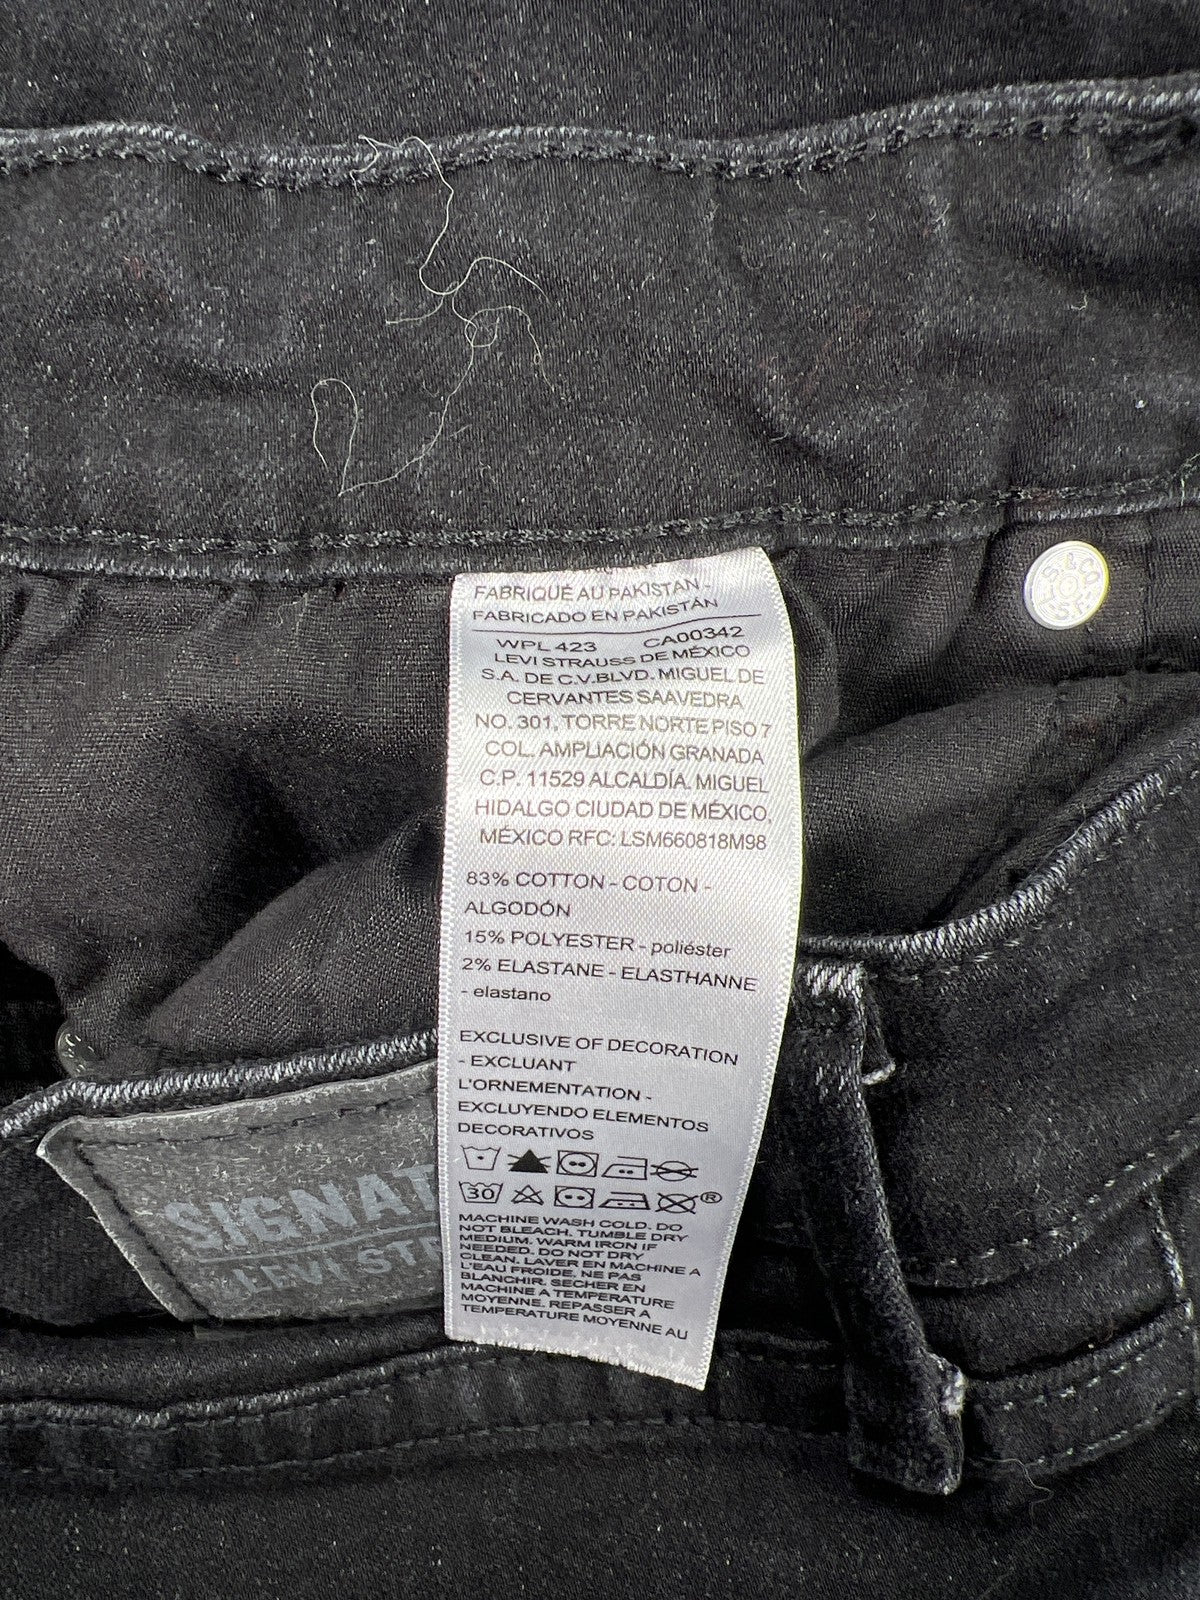 FABRIQUÉ AU PAKISTAN -
FABRICADO EN PAKISTÁN
WPL 423 CA00342
LEVI STRAUSS DE MÉXICO
S.A. DE C.V.BLVD. MIGUEL DE
CERVANTES SAAVEDRA
NO. 301, TORRE NORTE PISO 7
COL. AMPLIACIÓN GRANADA
C.P. 11529 ALCALDÍA. MIGUEL
HIDALGO CIUDAD DE MÉXICO,
MÉXICO RFC: LSM660818M98
83% COTTON - COTON -
ALGODÓN
15% POLYESTER - poliéster
2% ELASTANE - ELASTHANNE
- elastano
EXCLUSIVE OF DECORATION
- EXCLUANT
L'ORNEMENTATION -
EXCLUYENDO ELEMENTOS
DECORATIVOS
30 ®
MACHINE WASH COLD. DO
NOT BLEACH. TUMBLE DRY
MEDIUM. WARM IRON IF
NEEDED. DO NOT DRY
CLEAN. LAVER EN MACHINE A
L'EAU FROIDE. NE PAS
BLANCHIR. SECHER EN
MACHINE A TEMPERATURE
MOYENNE. REPASSER A
TEMPERATURE MOYENNE AU
SIGNAT
LEVI STR